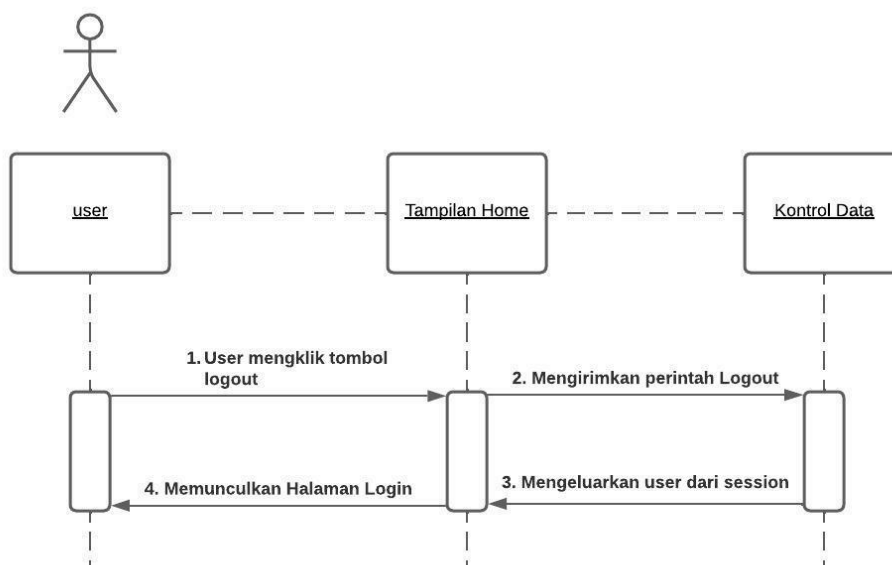 user
Tampilan Home
Kontrol Data
1. User mengklik tombol
logout
2. Mengirimkan perintah Logout
3. Mengeluarkan user dari session
4. Memunculkan Halaman Login